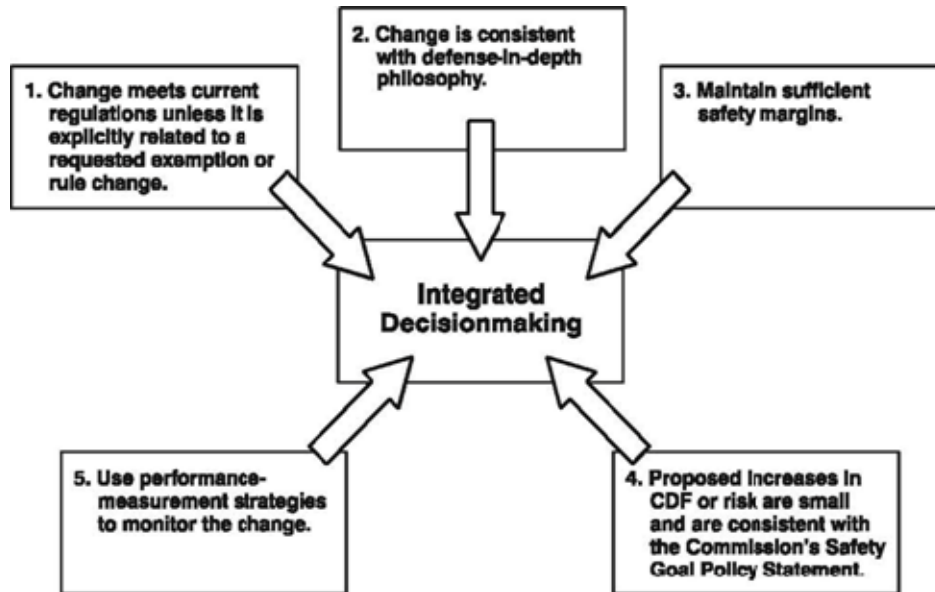 1. Change meets current
regulations unless it is
explicitly related to a
requested exemption or
rule change.
2. Change is consistent
with defense-in-depth
philosophy.
3. Maintain sufficient
safety margins.
Integrated
Decisionmaking
5. Use performance-
measurement strategies
to monitor the change.
4. Proposed increases in
CDF or risk are small
and are consistent with
the Commission's Safety
Goal Policy Statement.